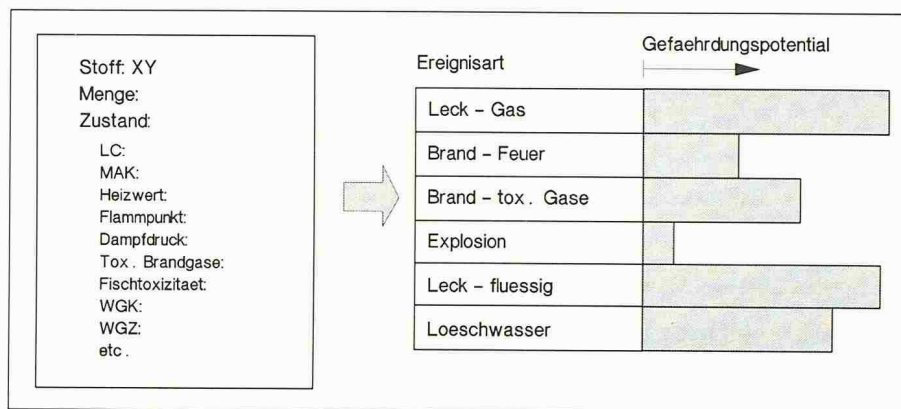 Stoff: XY
Menge:
Zustand:
LC:
MAK:
Heizwert:
Flammpunkt:
Dampfdruck:
Tox. Brandgase:
Fischtoxizitaet:
WGK:
WGZ:
etc.
Ereignisart
Gefaehrdungspotential
Leck – Gas
Brand – Feuer
Brand – tox. Gase
Explosion
Leck – fluessig
Loeschwasser